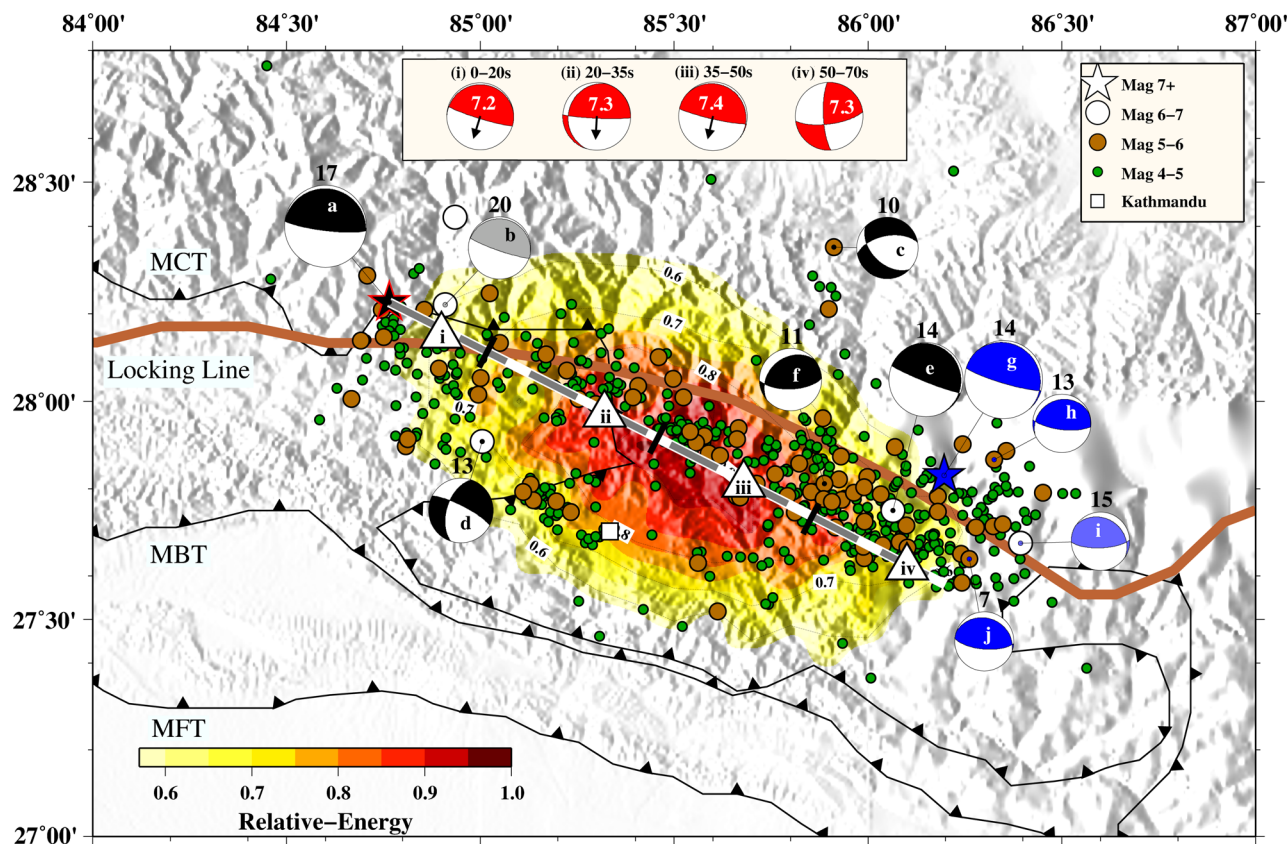 84˚00' 84˚30' 85˚00' 85˚30' 86˚00' 86˚30' 87˚00'
(i) 0−20s (ii) 20−35s (iii) 35−50s (iv) 50−70s
7.2 7.3 7.4 7.3
Mag 7+
Mag 6−7
Mag 5−6
Mag 4−5
Kathmandu
28˚30'
17
a
20
b
10
c
MCT
0.6
0.7
i
Locking Line
0.8
11
f
14
e
14
g
13
h
28˚00'
0.7
ii
iii
13
d
MBT
0.8
0.6
15
i
iv
0.7
27˚30'
7
j
MFT
0.6 0.7 0.8 0.9 1.0
Relative−Energy
27˚00'